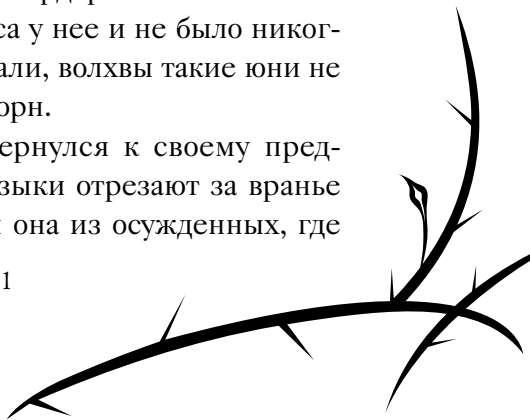 са у нее и не было никог-
али, волхвы такие юни не
орн.
ернулся к своему пред-
зыки отрезают за вранье
она из осужденных, где
1